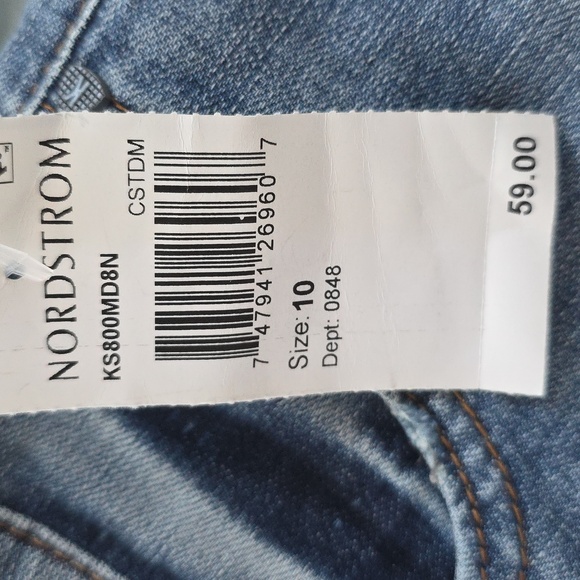 NORDSTROM
KS800MD8N
CSTDM
7 47941 26960 7
Size: 10
Dept: 0848
59.00